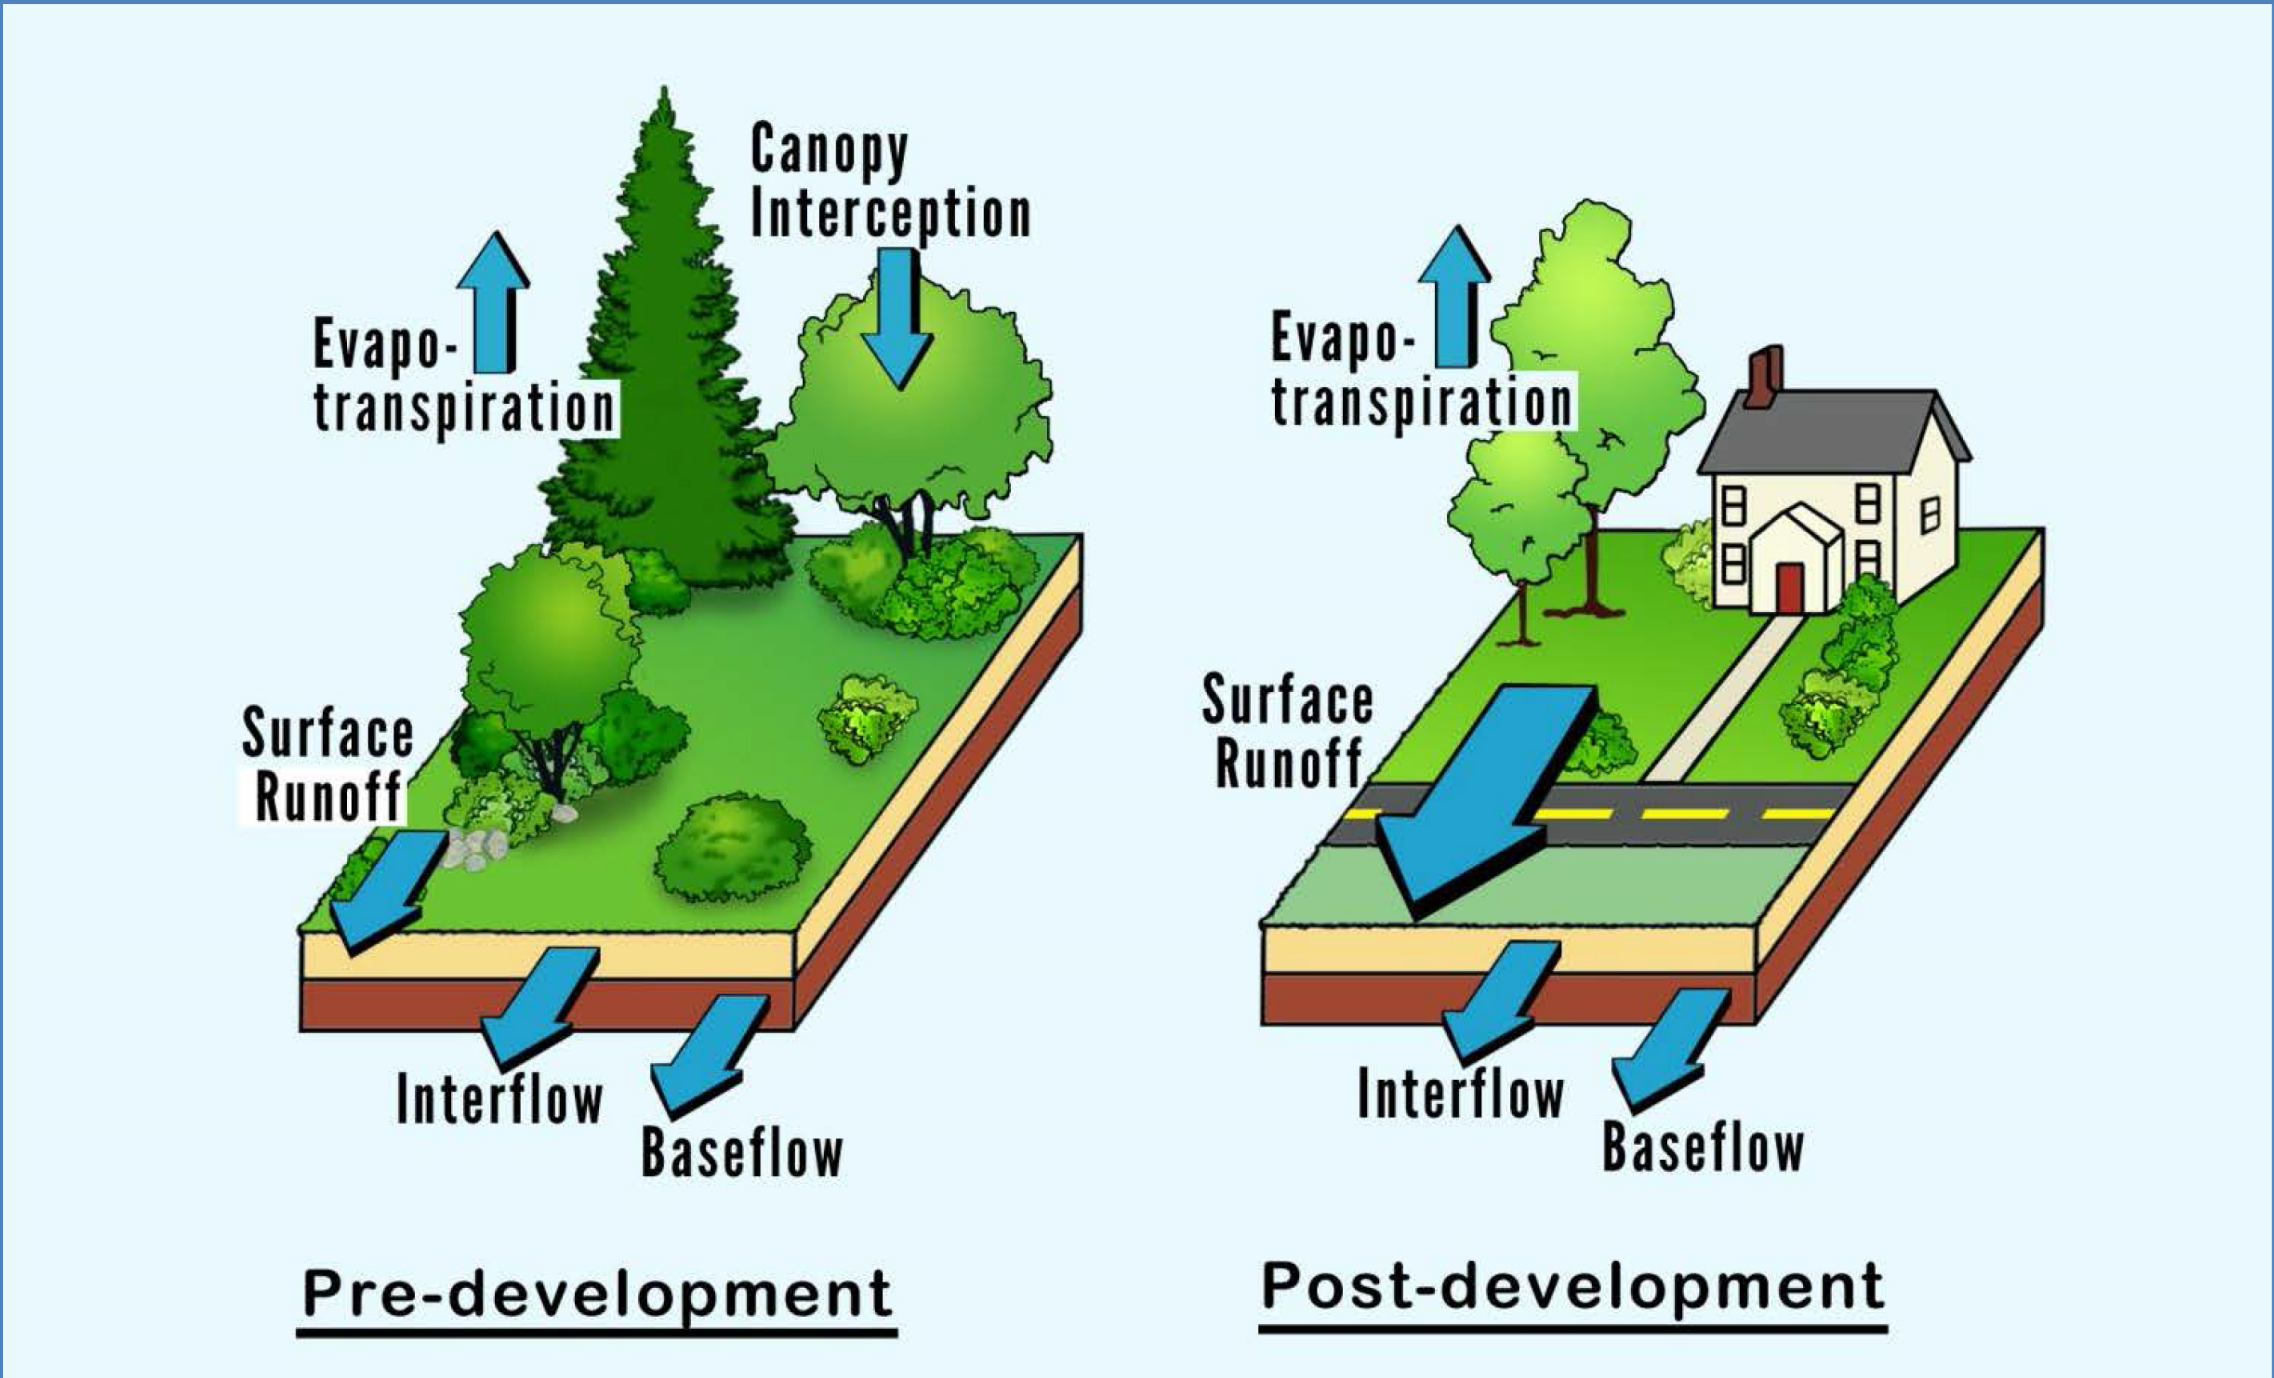 Canopy
Interception
Evapo-
transpiration
Surface
Runoff
Interflow
Baseflow
Pre-development
Evapo-
transpiration
Surface
Runoff
Interflow
Baseflow
Post-development